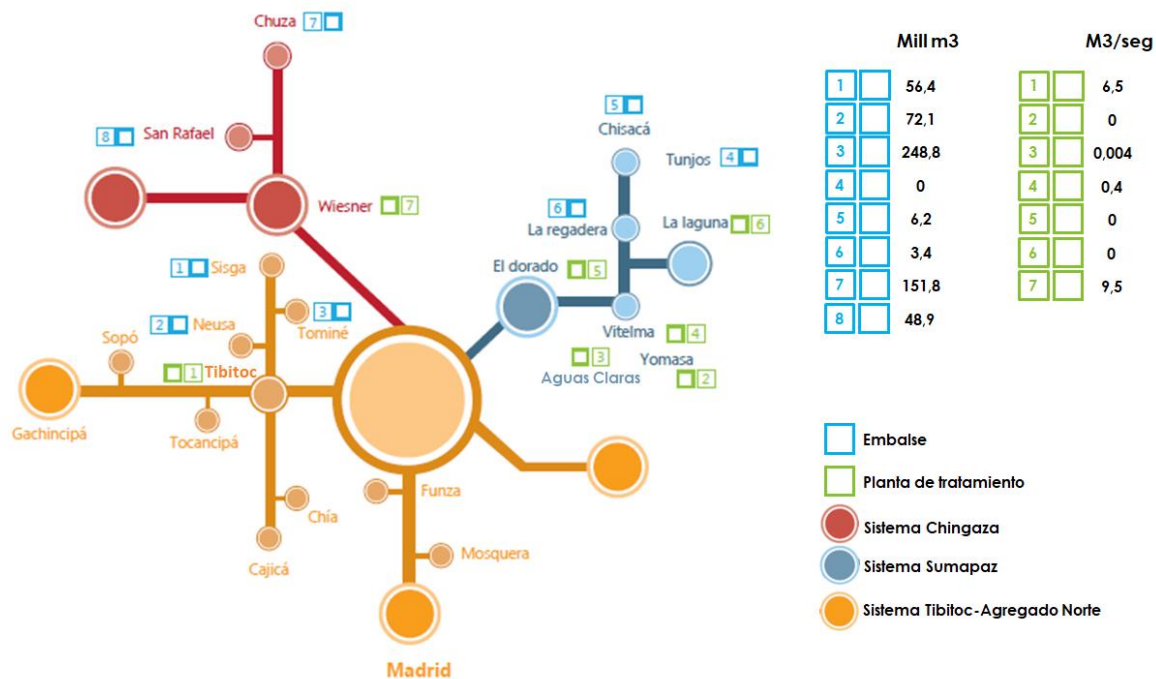 Chuza 7
8 San Rafael
Wiesner 7
5
Chisacá
Tunjos 4
6
La regadera
La laguna 6
El dorado 5
Vitelma 4
3
Aguas Claras
Yomasa
2
1 Sisga
2 Neusa
3
Tominé
Sopó
1 Tibitoc
Gachincipá
Tocancipá
Chía
Cajicá
Funza
Mosquera
Madrid
Mill m3
1 56,4
2 72,1
3 248,8
4 0
5 6,2
6 3,4
7 151,8
8 48,9
M3/seg
1 6,5
2 0
3 0,004
4 0,4
5 0
6 0
7 9,5
Embalse
Planta de tratamiento
Sistema Chingaza
Sistema Sumapaz
Sistema Tibitoc-Agregado Norte